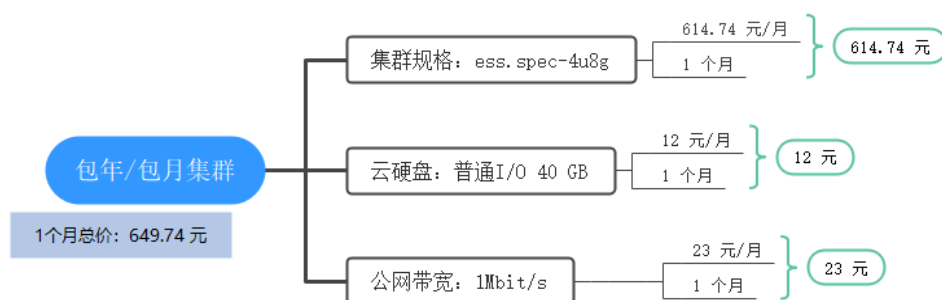 包年/包月集群
1个月总价：649.74 元
集群规格：ess.spec-4u8g
614.74 元/月
1 个月
614.74 元
云硬盘：普通I/O 40 GB
12 元/月
1 个月
12 元
公网带宽：1Mbit/s
23 元/月
1 个月
23 元